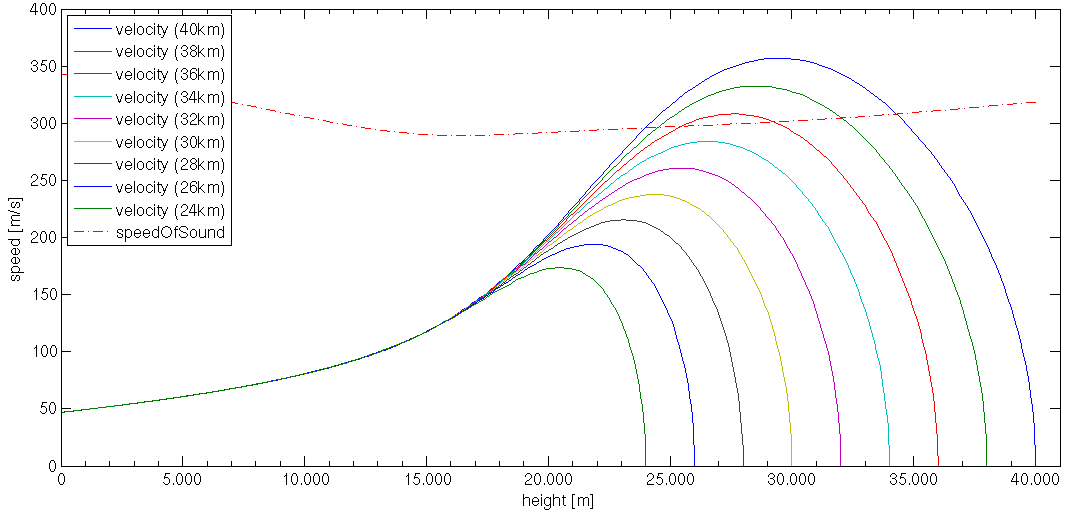 400
350
300
250
200
150
100
50
0
speed [m/s]
velocity (40km)
velocity (38km)
velocity (36km)
velocity (34km)
velocity (32km)
velocity (30km)
velocity (28km)
velocity (26km)
velocity (24km)
speedOfSound
0 5.000 10.000 15.000 20.000 25.000 30.000 35.000 40.000
height [m]